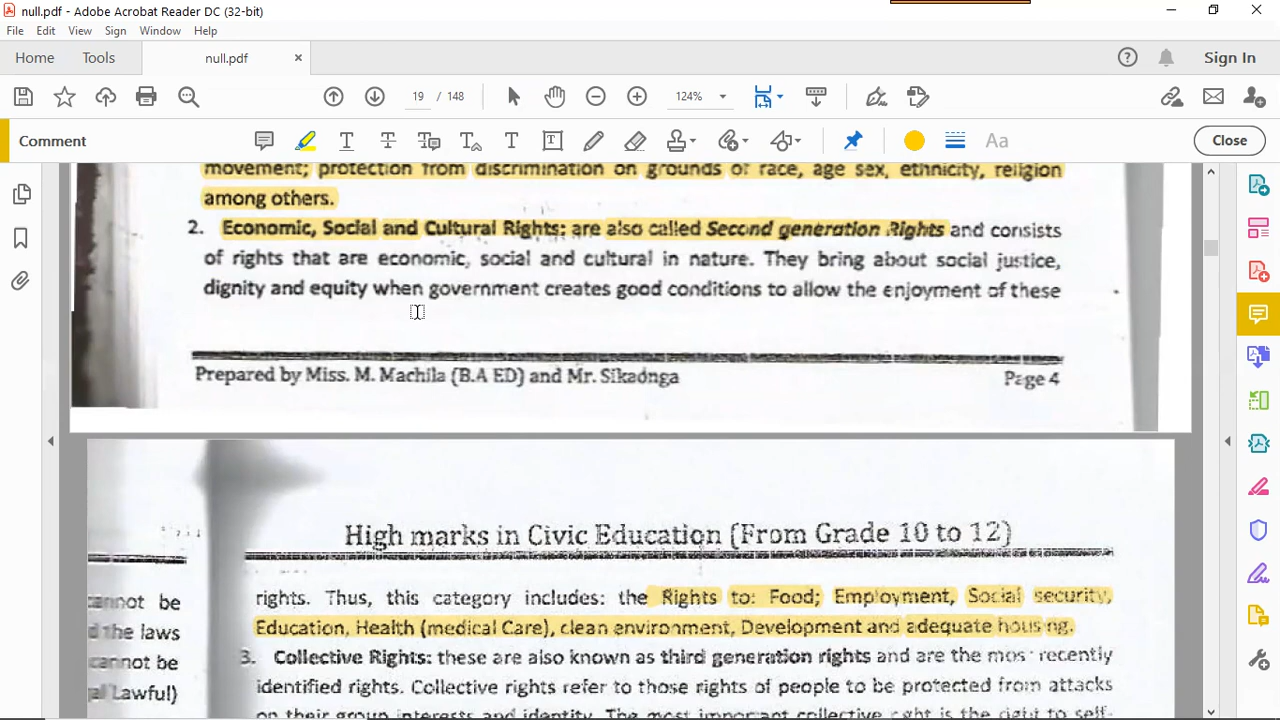 null.pdf - Adobe Acrobat Reader DC (32-bit)
File Edit View Sign Window Help
Home Tools null.pdf × Sign In
19 / 148 124%
Comment Close
movement; protection from discrimination on grounds of race, age sex, ethnicity, religion
among others.
2. Economic, Social and Cultural Rights: are also called Second generation Rights and consists
of rights that are economic, social and cultural in nature. They bring about social justice,
dignity and equity when government creates good conditions to allow the enjoyment of these
Prepared by Miss. M. Machila (B.A ED) and Mr. Sikaonga Page 4
High marks in Civic Education (From Grade 10 to 12)
cannot be rights. Thus, this category includes: the Rights to: Food; Employment, Social security,
d the laws Education, Health (medical Care), clean environment, Development and adequate housing.
cannot be 3. Collective Rights: these are also known as third generation rights and are the most recently
al Lawful) identified rights. Collective rights refer to those rights of people to be protected from attacks
on their group interests and identity. The most important collective right is the right to self-